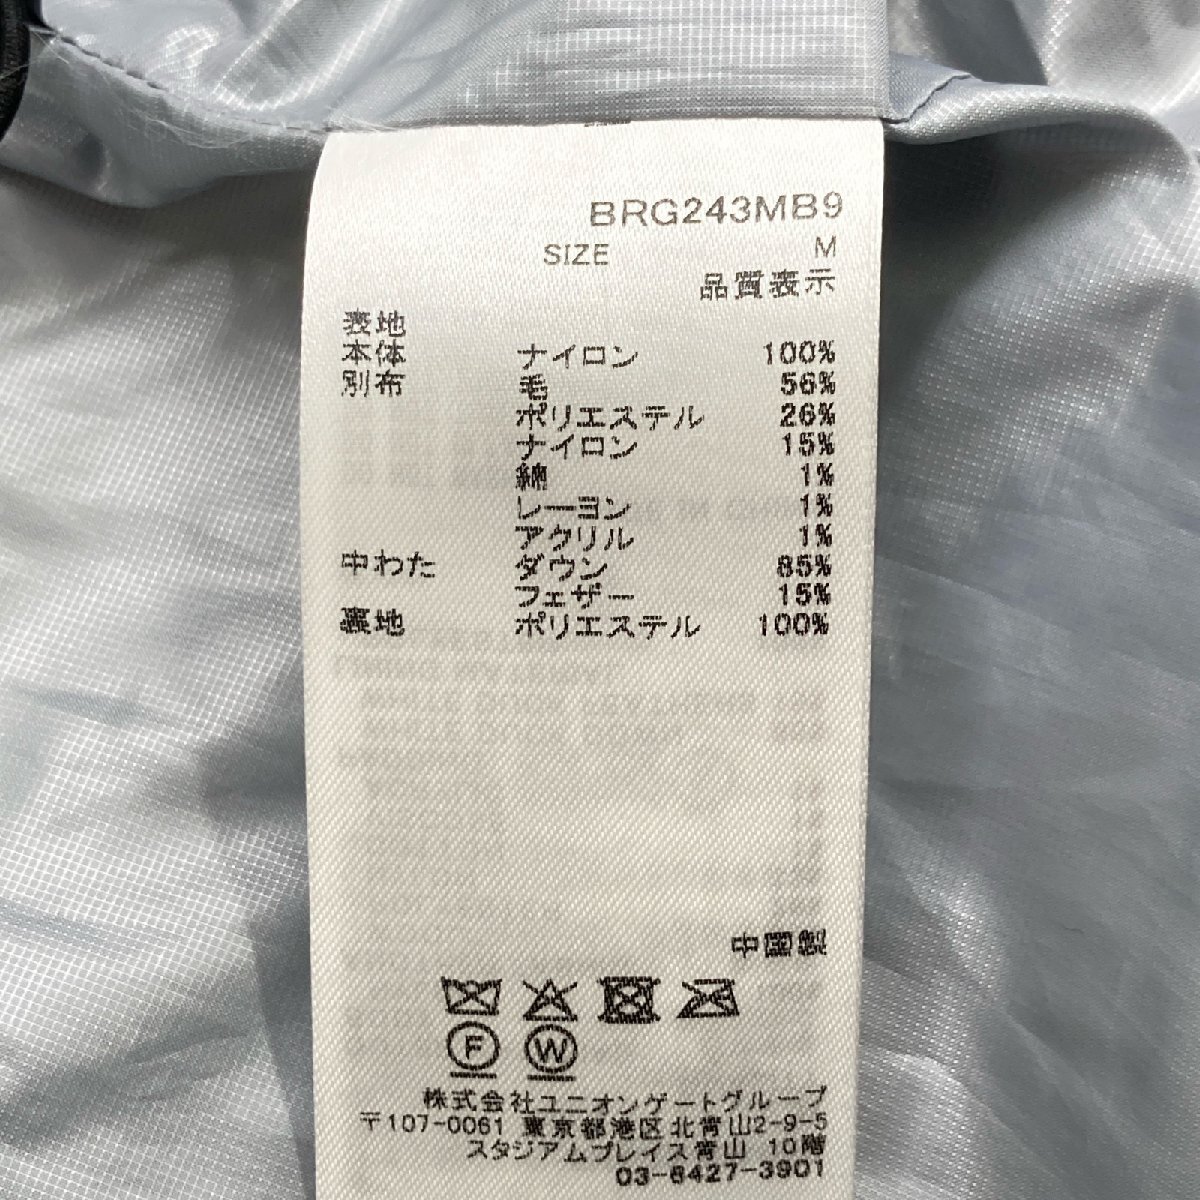 BRG243MB9
SIZE M
品質表示
表地
本体 ナイロン 100%
別布 毛 56%
ポリエステル 26%
ナイロン 15%
綿 1%
レーヨン 1%
アクリル 1%
中わた ダウン 85%
フェザー 15%
裏地 ポリエステル 100%
中国製
F W
株式会社ユニオンゲートグループ
〒107-0061 東京都港区北青山2-9-5
スタジアムプレイス青山 10階
03-6427-3901